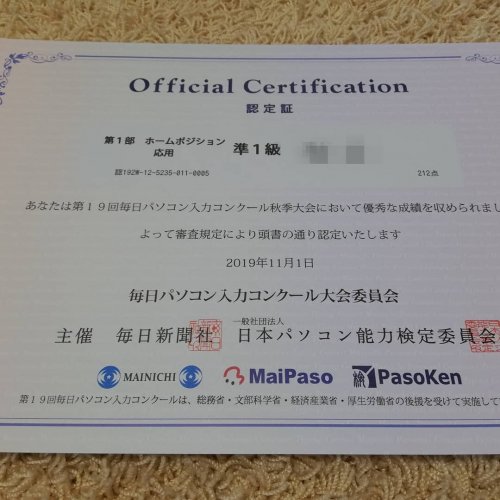 Official Certification
認定証
第1部 ホームポジション
応用
準1級
認192W-12-5235-011-0005
212点
あなたは第19回毎日パソコン入力コンクール秋季大会において優秀な成績を収められまし
よって審査規定により頭書の通り認定いたします
2019年11月1日
毎日パソコン入力コンクール大会委員会
一般社団法人
主催 毎日新聞社 日本パソコン能力検定委員会
MAINICHI MaiPaso 検 PasoKen
第19回毎日パソコン入力コンクールは、総務省・文部科学省・経済産業省・厚生労働省の後援を受けて実施して